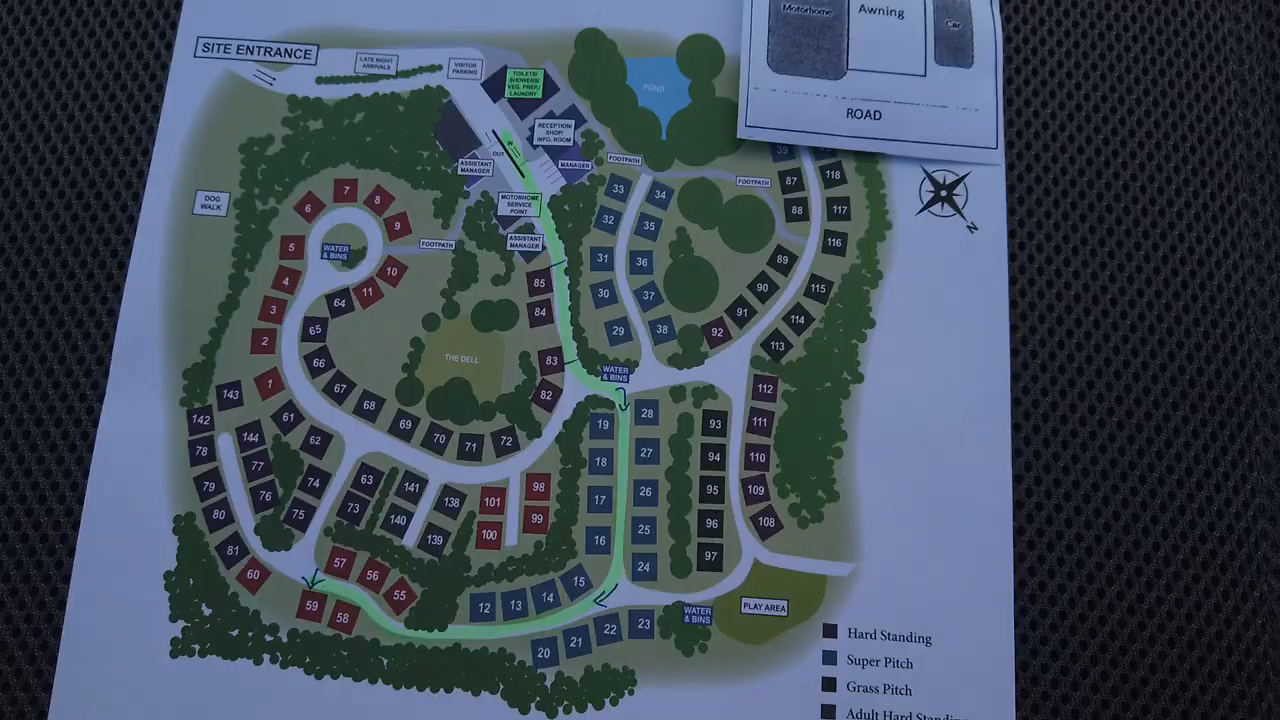 Motorhome
Awning
Car
ROAD
SITE ENTRANCE
LATE NIGHT
ARRIVALS
VISITOR
PARKING
TOILETS/
SHOWERS/
VEG. PREP./
LAUNDRY
POND
RECEPTION/
SHOP/
INFO. ROOM
IN
OUT
ASSISTANT
MANAGER
MANAGER
FOOTPATH
FOOTPATH
DOG
WALK
MOTORHOME
SERVICE
POINT
ASSISTANT
MANAGER
FOOTPATH
WATER
& BINS
N
39
87
88
118
117
116
33
34
32
35
31
36
30
37
29
38
89
90
91
92
115
114
113
7
6
8
9
5
4
10
11
3
64
2
65
1
66
67
68
69
70
71
72
85
84
83
82
THE DELL
WATER
& BINS
143
142
61
62
144
78
77
79
76
74
75
80
81
60
63
73
141
140
138
139
101
100
98
99
57
56
55
59
58
19
18
17
16
28
27
26
25
24
93
94
95
96
97
112
111
110
109
108
15
14
13
12
23
22
21
20
WATER
& BINS
PLAY AREA
Hard Standing
Super Pitch
Grass Pitch
Adult Hard